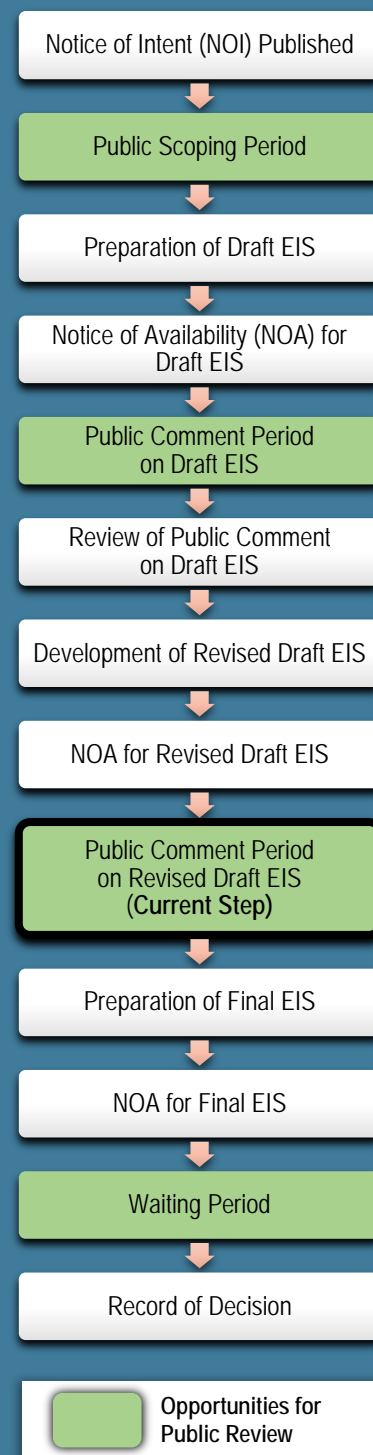 Notice of Intent (NOI) Published
Public Scoping Period
Preparation of Draft EIS
Notice of Availability (NOA) for
Draft EIS
Public Comment Period
on Draft EIS
Review of Public Comment
on Draft EIS
Development of Revised Draft EIS
NOA for Revised Draft EIS
Public Comment Period
on Revised Draft EIS
(Current Step)
Preparation of Final EIS
NOA for Final EIS
Waiting Period
Record of Decision
Opportunities for
Public Review